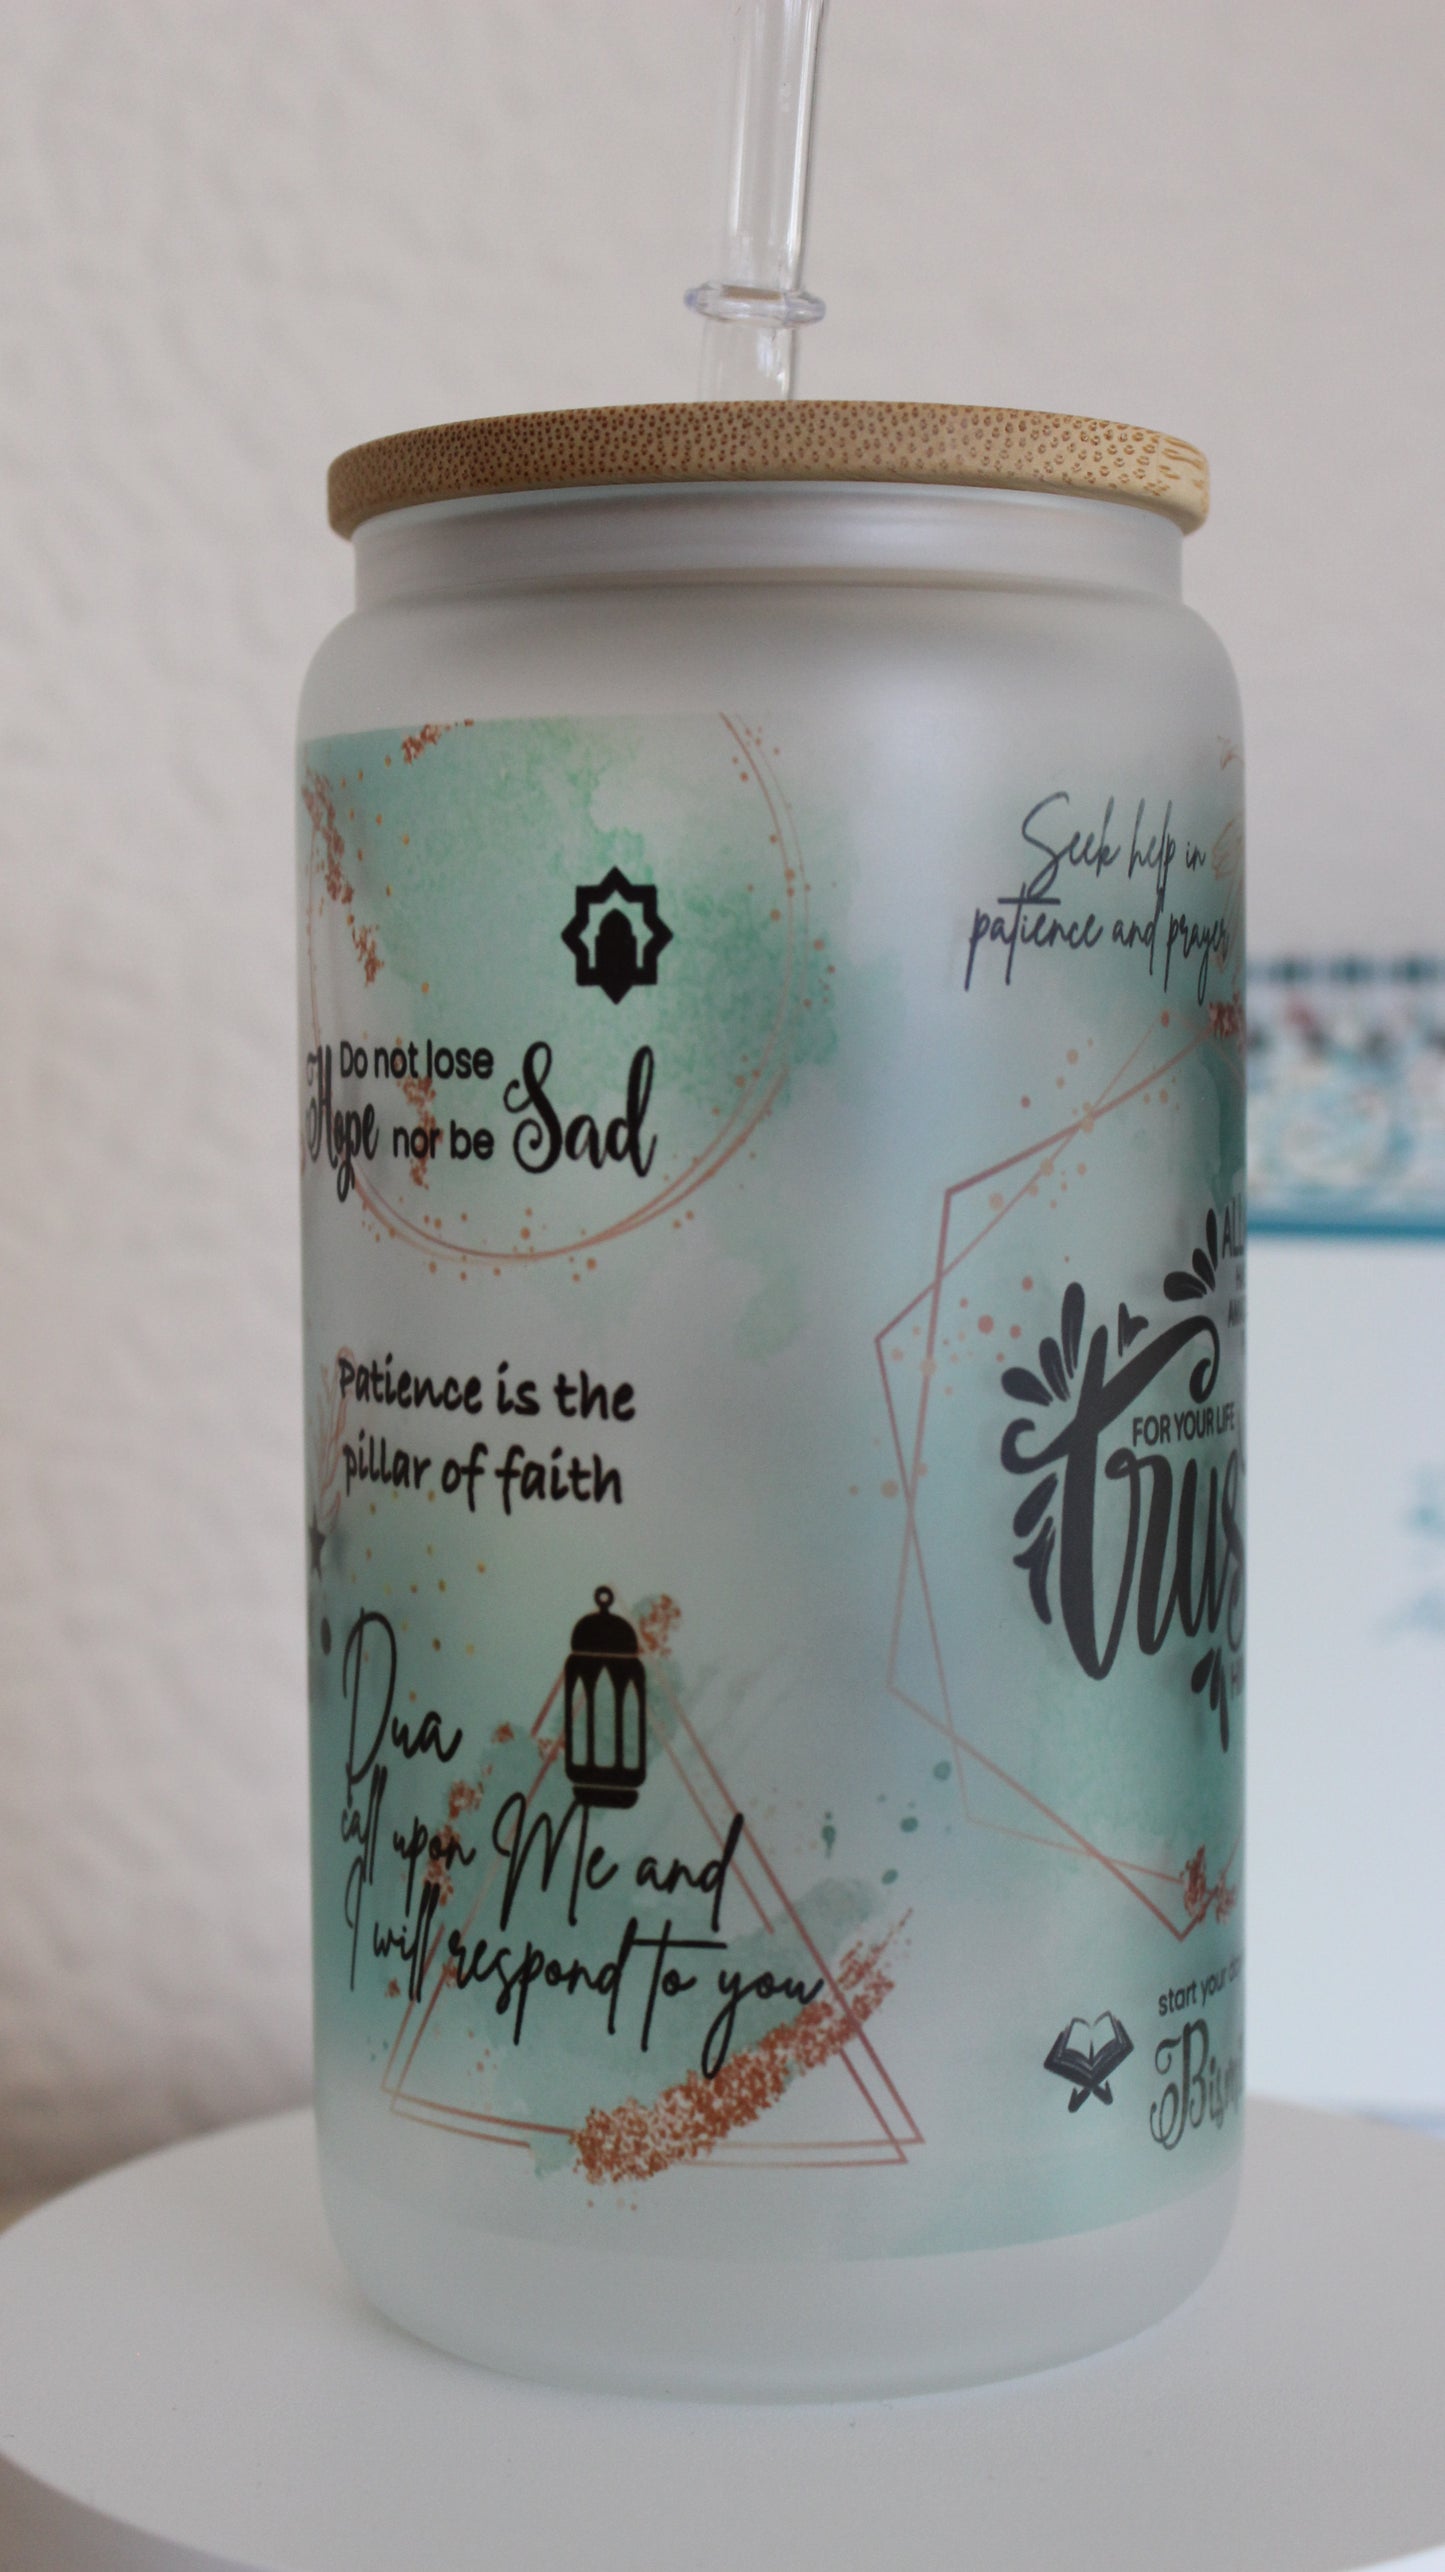 Do not lose
Hope nor be Sad
Patience is the
pillar of faith
Dua
call upon Me and
I will respond to you
Seek help in
patience and prayer
FOR YOUR LIFE
start your